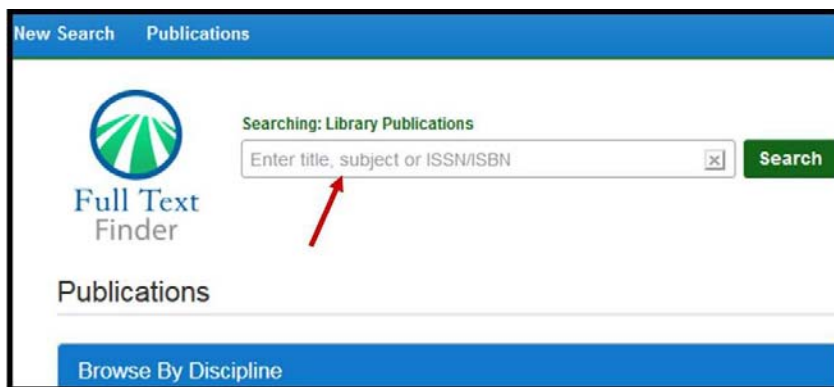 New Search Publications
Searching: Library Publications
Enter title, subject or ISSN/ISBN
Search
Full Text
Finder
Publications
Browse By Discipline